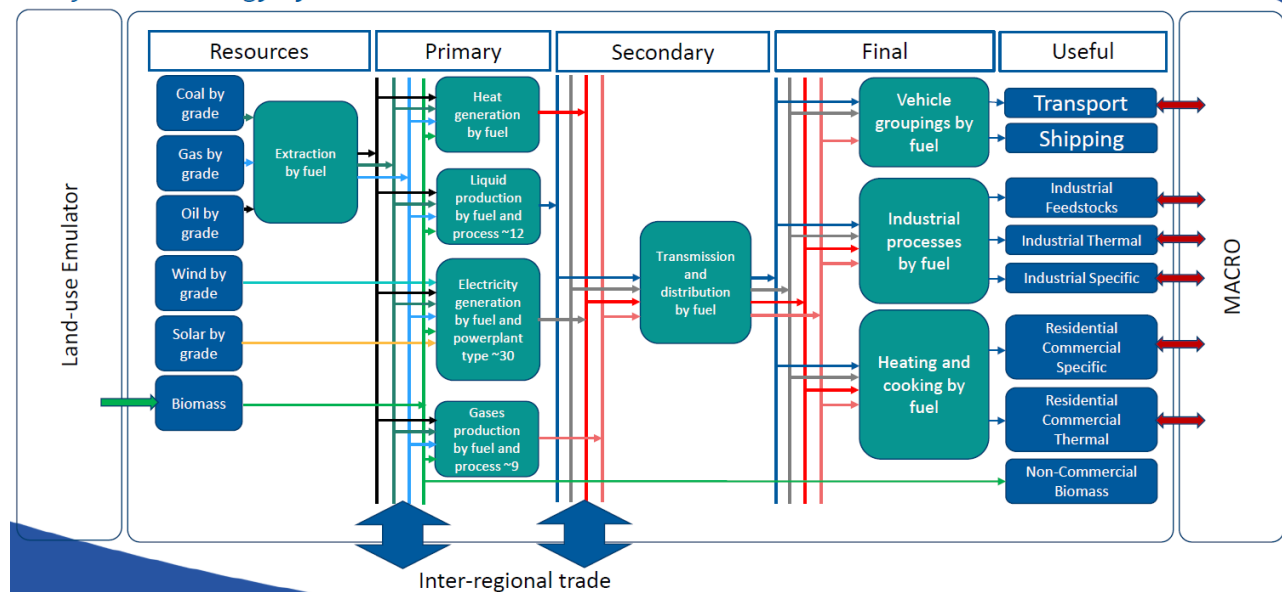 Resources
Primary
Secondary
Final
Useful
Land-use Emulator
Coal by
grade
Gas by
grade
Oil by
grade
Wind by
grade
Solar by
grade
Biomass
Extraction
by fuel
Heat
generation
by fuel
Liquid
production
by fuel and
process ~12
Electricity
generation
by fuel and
powerplant
type ~30
Gases
production
by fuel and
process ~9
Transmission
and
distribution
by fuel
Vehicle
groupings by
fuel
Industrial
processes
by fuel
Heating and
cooking by
fuel
Transport
Shipping
Industrial
Feedstocks
Industrial Thermal
Industrial Specific
Residential
Commercial
Specific
Residential
Commercial
Thermal
Non-Commercial
Biomass
MACRO
Inter-regional trade